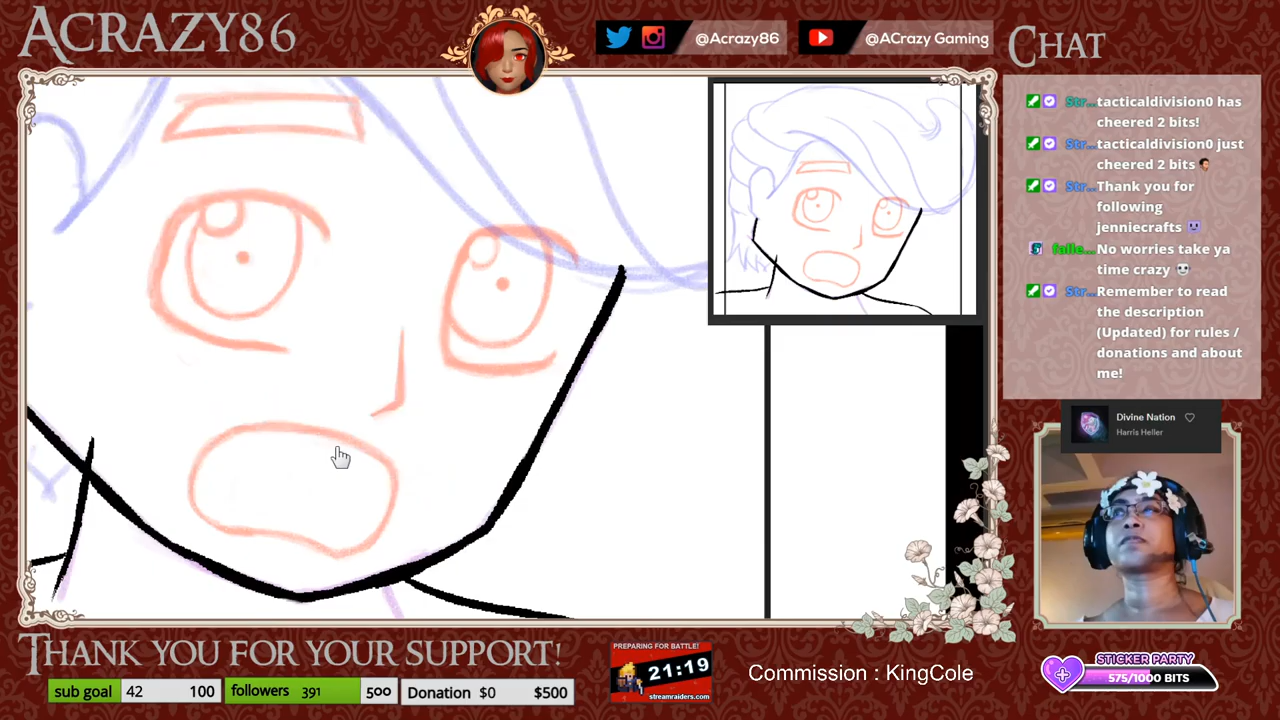 ACRAZY86
@Acrazy86
@ACrazy Gaming
CHAT
Str... tacticaldivision0 has
cheered 2 bits!
Str... tacticaldivision0 just
cheered 2 bits
Str... Thank you for
following
jenniecrafts
falle... No worries take ya
time crazy
Str... Remember to read
the description
(Updated) for rules /
donations and about
me!
Divine Nation
Harris Heller
THANK YOU FOR YOUR SUPPORT!
sub goal 42 100
followers 391 500
Donation $0 $500
PREPARING FOR BATTLE!
21:19
www.streamraiders.com
Commission : KingCole
STICKER PARTY
575/1000 BITS